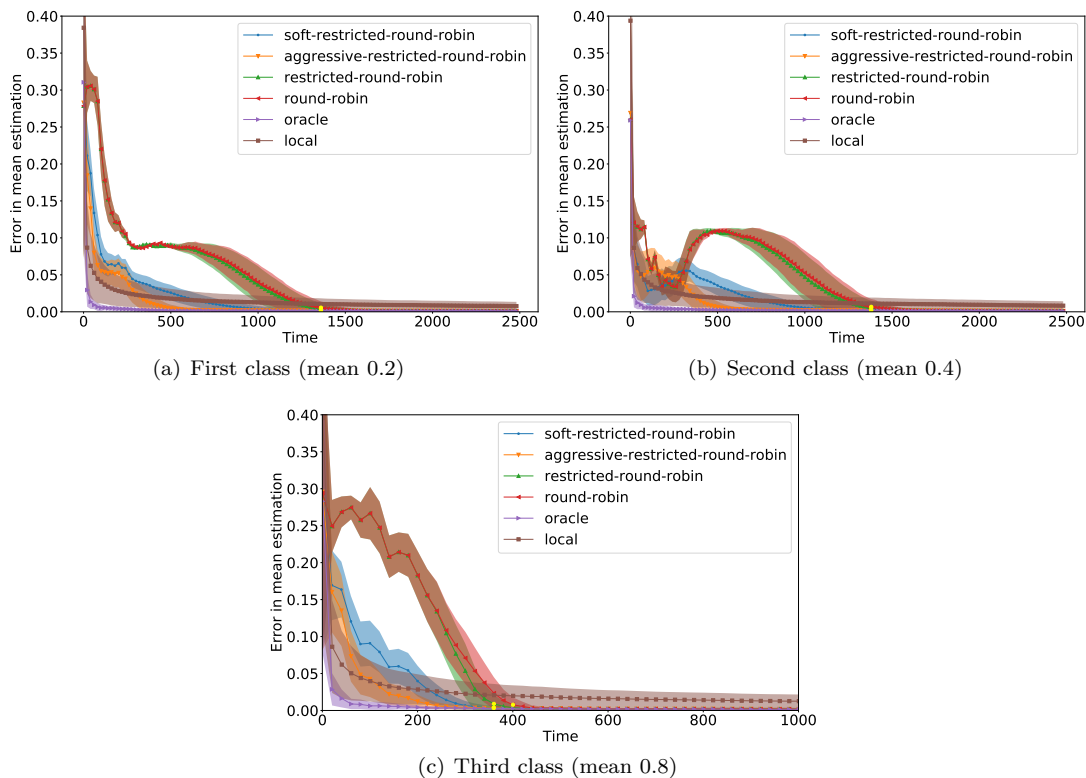 0.40
0.35
0.30
0.25
0.20
0.15
0.10
0.05
0.00
Error in mean estimation
soft-restricted-round-robin
aggressive-restricted-round-robin
restricted-round-robin
round-robin
oracle
local
0 500 1000 1500 2000 2500
Time
(a) First class (mean 0.2)
0.40
0.35
0.30
0.25
0.20
0.15
0.10
0.05
0.00
Error in mean estimation
soft-restricted-round-robin
aggressive-restricted-round-robin
restricted-round-robin
round-robin
oracle
local
0 500 1000 1500 2000 2500
Time
(b) Second class (mean 0.4)
0.40
0.35
0.30
0.25
0.20
0.15
0.10
0.05
0.00
Error in mean estimation
soft-restricted-round-robin
aggressive-restricted-round-robin
restricted-round-robin
round-robin
oracle
local
0 200 400 600 800 1000
Time
(c) Third class (mean 0.8)